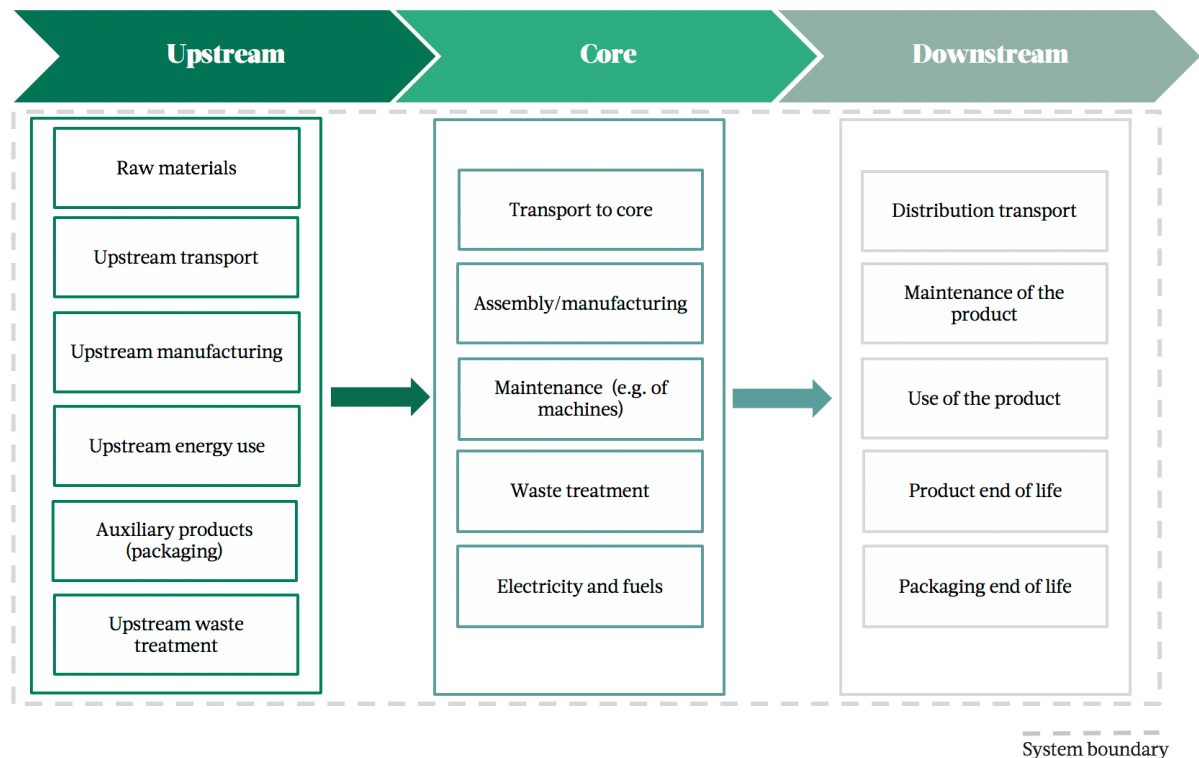 Upstream
Core
Downstream
Raw materials
Upstream transport
Upstream manufacturing
Upstream energy use
Auxiliary products
(packaging)
Upstream waste
treatment
Transport to core
Assembly/manufacturing
Maintenance (e.g. of
machines)
Waste treatment
Electricity and fuels
Distribution transport
Maintenance of the
product
Use of the product
Product end of life
Packaging end of life
System boundary